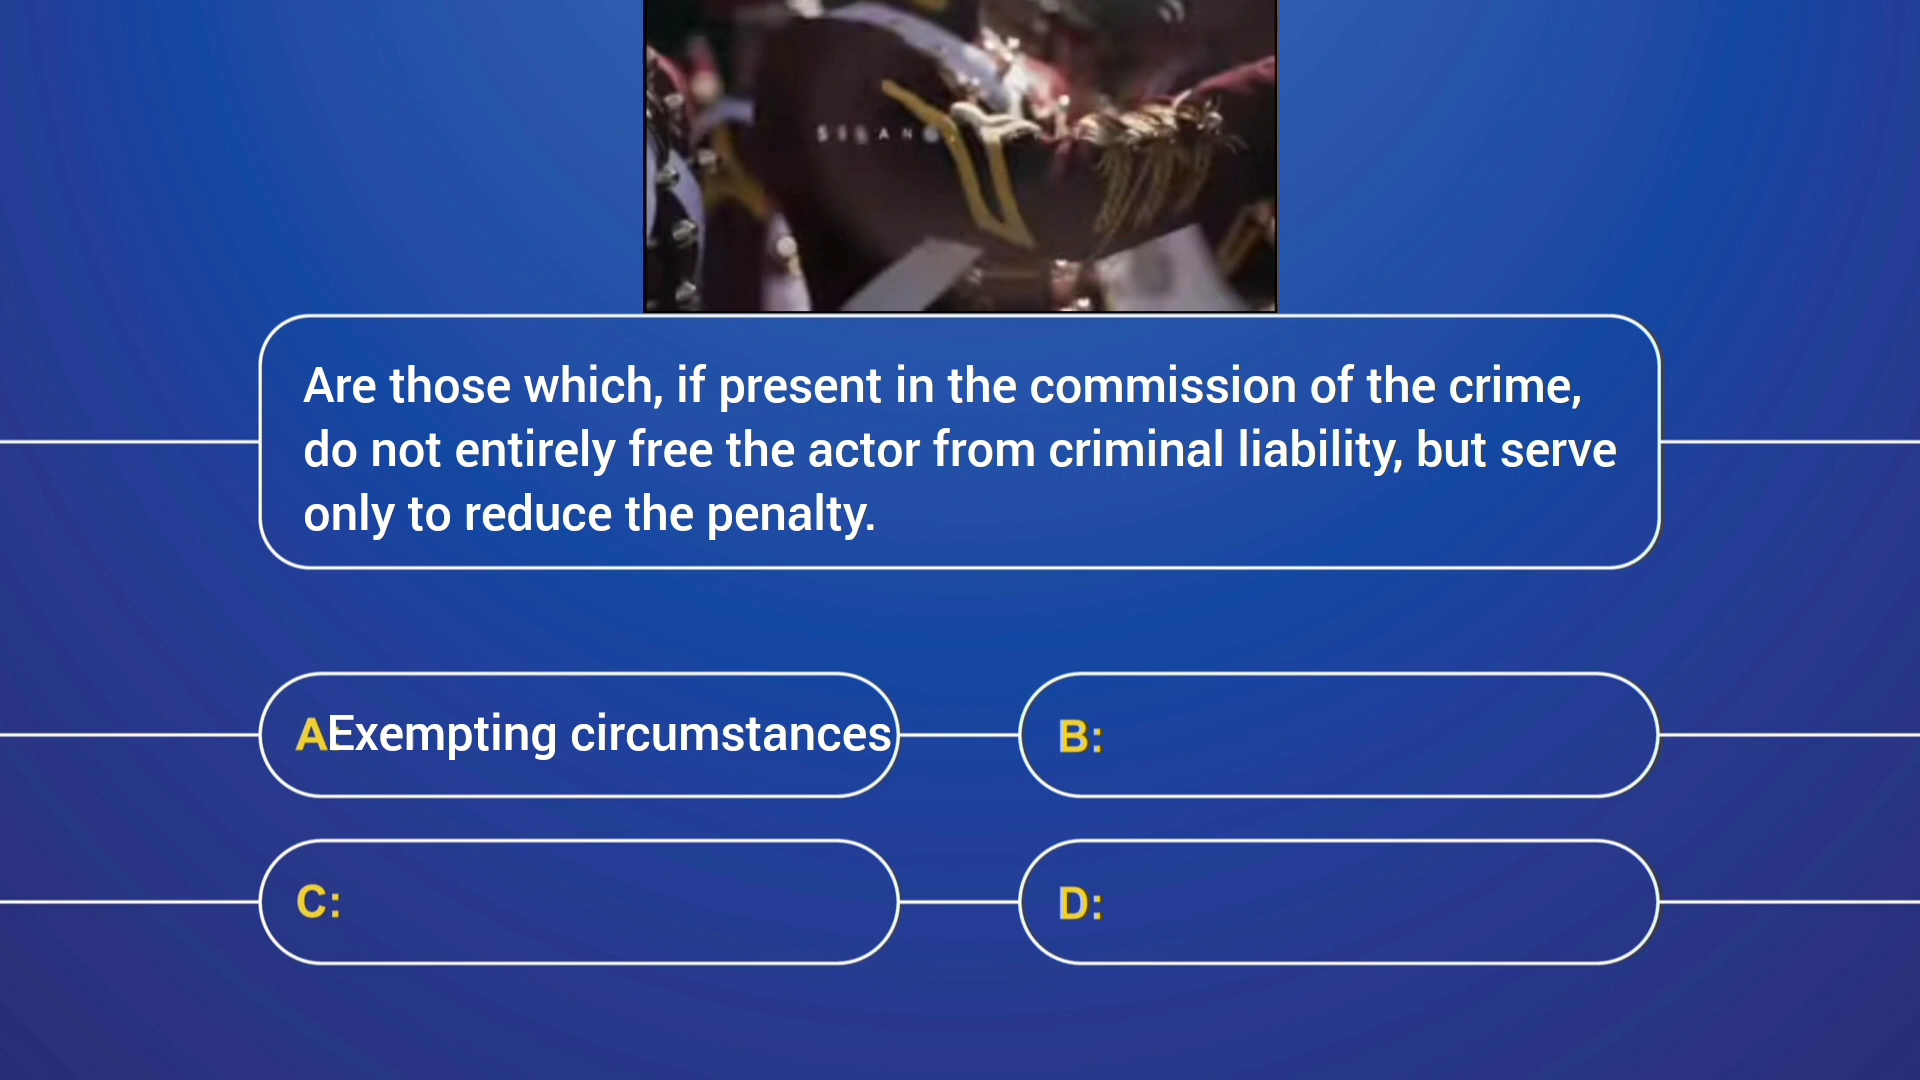 Are those which, if present in the commission of the crime,
do not entirely free the actor from criminal liability, but serve
only to reduce the penalty.
A Exempting circumstances
B:
C:
D: